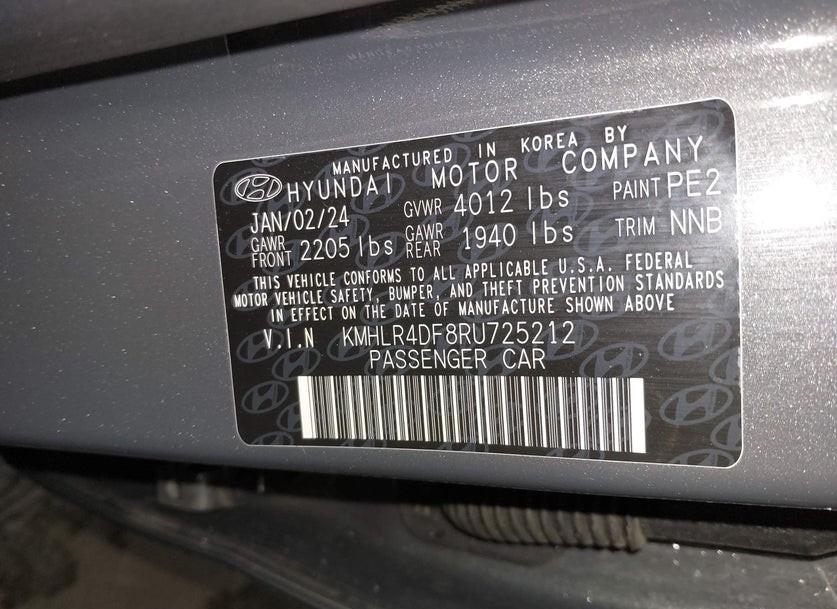 MANUFACTURED IN KOREA BY
HYUNDAI MOTOR COMPANY
JAN/02/24 GVWR 4012 lbs PAINT PE2
GAWR FRONT 2205 lbs GAWR REAR 1940 lbs TRIM NNB
THIS VEHICLE CONFORMS TO ALL APPLICABLE U.S.A. FEDERAL
MOTOR VEHICLE SAFETY, BUMPER, AND THEFT PREVENTION STANDARDS
IN EFFECT ON THE DATE OF MANUFACTURE SHOWN ABOVE
V.I.N KMHLR4DF8RU725212
PASSENGER CAR